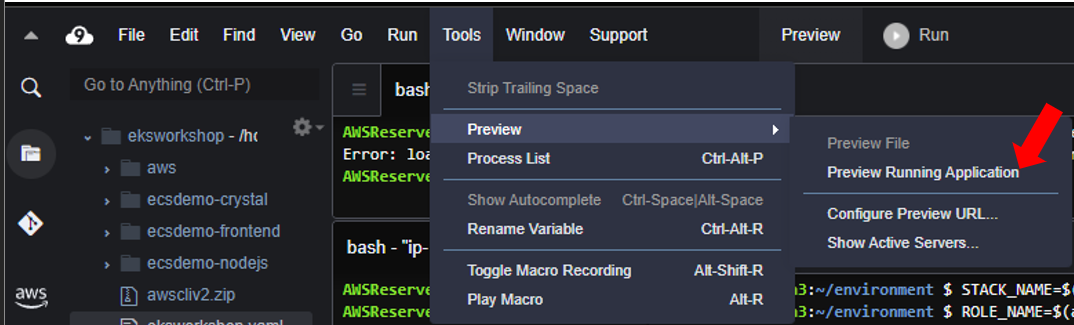 9 File Edit Find View Go Run Tools Window Support Preview Run
Go to Anything (Ctrl-P)
eksworkshop - /ho
aws
ecsdemo-crystal
ecsdemo-frontend
ecsdemo-nodejs
awscliv2.zip
eksworkshop.yaml
aws
bash
AWSReserve
Error: loa
AWSReserve
bash - "ip-
AWSReserve
AWSReserve
Strip Trailing Space
Preview
Process List Ctrl-Alt-P
Show Autocomplete Ctrl-Space|Alt-Space
Rename Variable Ctrl-Alt-R
Toggle Macro Recording Alt-Shift-R
Play Macro Alt-R
Preview File
Preview Running Application
Configure Preview URL...
Show Active Servers...
:~/environment $ STACK_NAME=$(
:~/environment $ ROLE_NAME=$(a